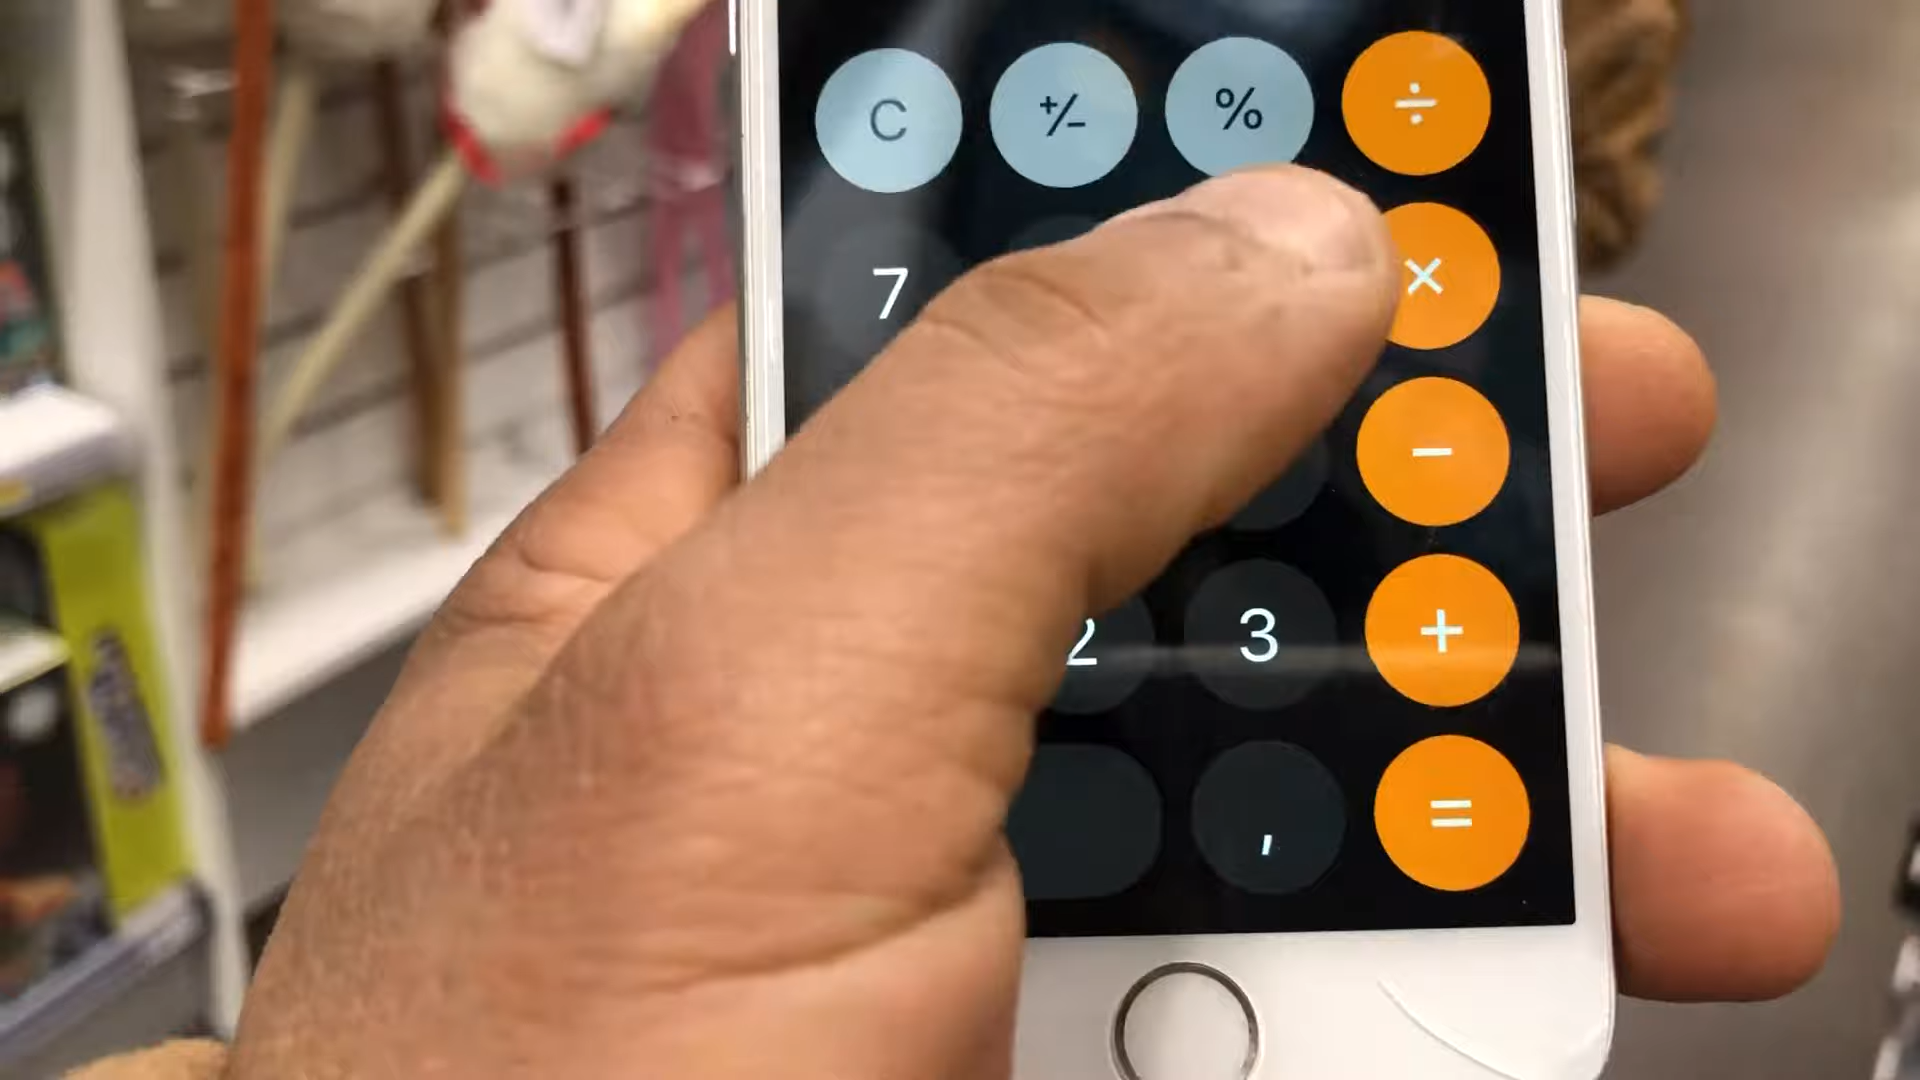 C +/- % ÷
7 ×
−
2 3 +
, =